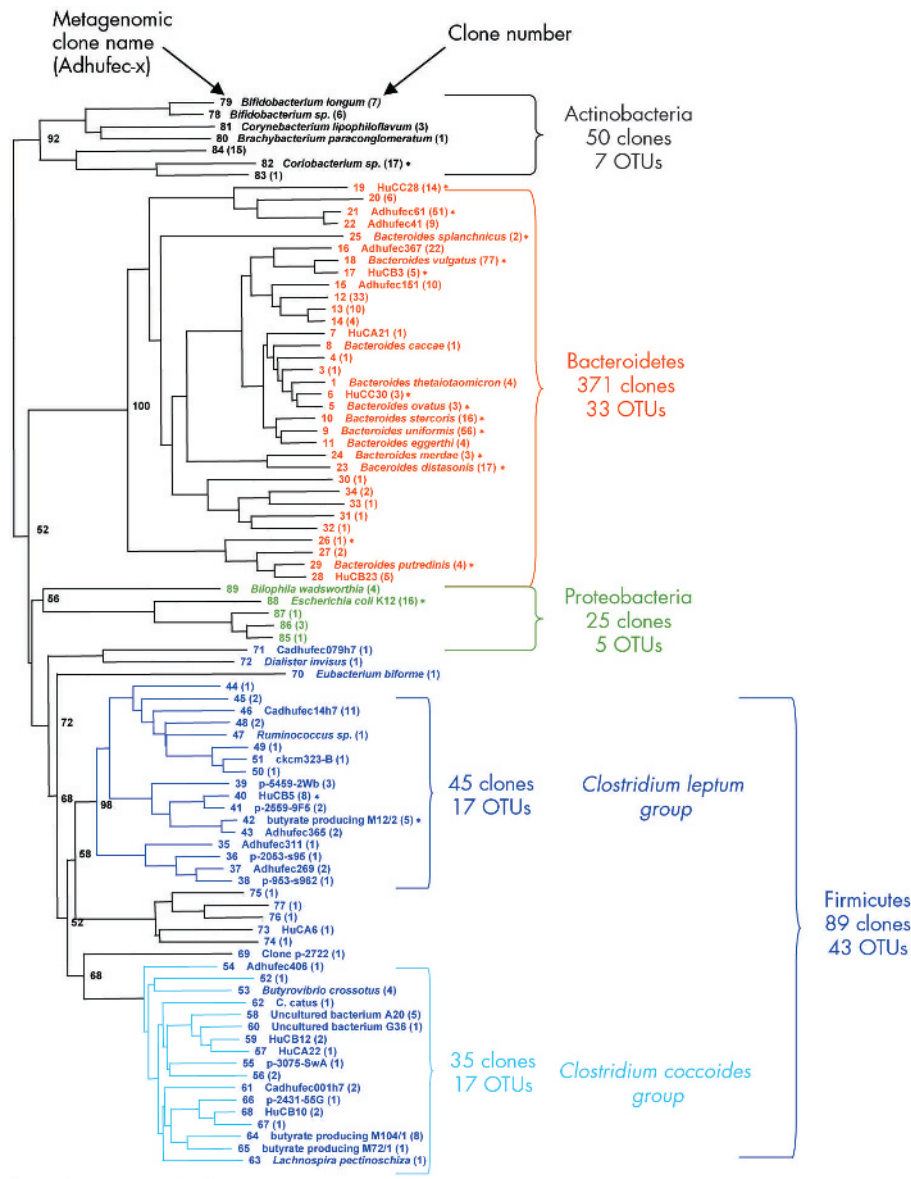 Metagenomic
clone name
(Adhufec-x)
Clone number
79 Bifidobacterium longum (7)
78 Bifidobacterium sp. (6)
81 Corynebacterium lipophiloflavum (3)
80 Brachybacterium paraconglomeratum (1)
84 (15)
82 Coriobacterium sp. (17) *
83 (1)
92
Actinobacteria
50 clones
7 OTUs
19 HuCC28 (14) *
20 (6)
21 Adhufec61 (51) *
22 Adhufec41 (9)
25 Bacteroides splanchnicus (2) *
16 Adhufec367 (22)
18 Bacteroides vulgatus (77) *
17 HuCB3 (5) *
15 Adhufec151 (10)
12 (33)
13 (10)
14 (4)
7 HuCA21 (1)
8 Bacteroides caccae (1)
4 (1)
3 (1)
1 Bacteroides thetaiotaomicron (4)
6 HuCC30 (3) *
5 Bacteroides ovatus (3) *
10 Bacteroides stercoris (16) *
9 Bacteroides uniformis (56) *
11 Bacteroides eggerthi (4)
24 Bacteroides merdae (3) *
23 Baceroides distasonis (17) *
30 (1)
34 (2)
33 (1)
31 (1)
32 (1)
26 (1) *
27 (2)
29 Bacteroides putredinis (4) *
28 HuCB23 (5)
100
Bacteroidetes
371 clones
33 OTUs
52
89 Bilophila wadsworthia (4)
88 Escherichia coli K12 (16) *
87 (1)
86 (3)
85 (1)
56
Proteobacteria
25 clones
5 OTUs
71 Cadhufec079h7 (1)
72 Dialister invisus (1)
70 Eubacterium biforme (1)
72
44 (1)
45 (2)
46 Cadhufec14h7 (11)
48 (2)
47 Ruminococcus sp. (1)
49 (1)
51 ckcm323-B (1)
50 (1)
39 p-5459-2Wb (3)
40 HuCB5 (8) *
41 p-2559-9F5 (2)
42 butyrate producing M12/2 (5) *
43 Adhufec365 (2)
35 Adhufec311 (1)
36 p-2053-s95 (1)
37 Adhufec269 (2)
38 p-953-s962 (1)
68
98
58
45 clones
17 OTUs
Clostridium leptum
group
75 (1)
77 (1)
76 (1)
73 HuCA6 (1)
74 (1)
52
69 Clone p-2722 (1)
68
Firmicutes
89 clones
43 OTUs
54 Adhufec406 (1)
52 (1)
53 Butyrovibrio crossotus (4)
62 C. catus (1)
58 Uncultured bacterium A20 (5)
60 Uncultured bacterium G36 (1)
59 HuCB12 (2)
57 HuCA22 (1)
55 p-3075-SwA (1)
56 (2)
61 Cadhufec001h7 (2)
66 p-2431-55G (1)
68 HuCB10 (2)
67 (1)
64 butyrate producing M104/1 (8)
65 butyrate producing M72/1 (1)
63 Lachnospira pectinoschiza (1)
35 clones
17 OTUs
Clostridium coccoides
group